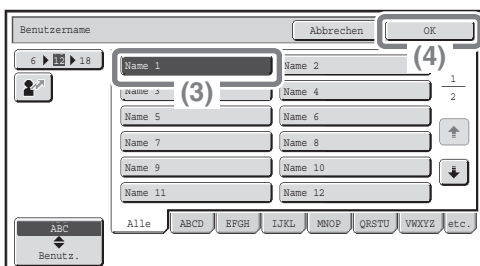 Benutzername
Abbrechen
OK
(4)
6 12 18
Name 1
Name 2
(3)
Name 3
Name 4
1
2
Name 5
Name 6
Name 7
Name 8
Name 9
Name 10
Name 11
Name 12
Alle ABCD EFGH IJKL MNOP QRSTU VWXYZ etc.
ABC
Benutz.